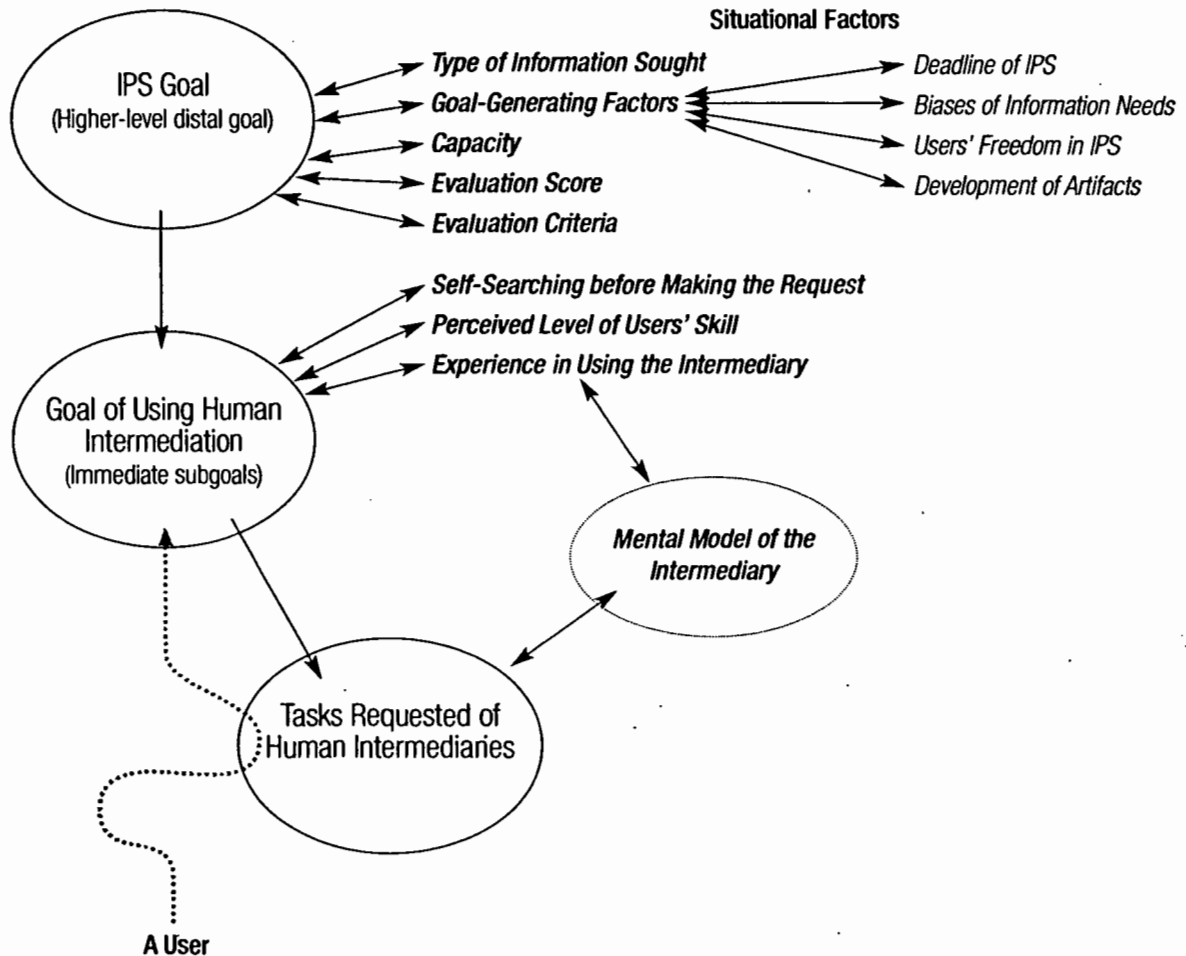 Situational Factors
IPS Goal
(Higher-level distal goal)
Type of Information Sought
Goal-Generating Factors
Capacity
Evaluation Score
Evaluation Criteria
Deadline of IPS
Biases of Information Needs
Users' Freedom in IPS
Development of Artifacts
Self-Searching before Making the Request
Perceived Level of Users' Skill
Experience in Using the Intermediary
Goal of Using Human
Intermediation
(Immediate subgoals)
Mental Model of the
Intermediary
Tasks Requested of
Human Intermediaries
A User